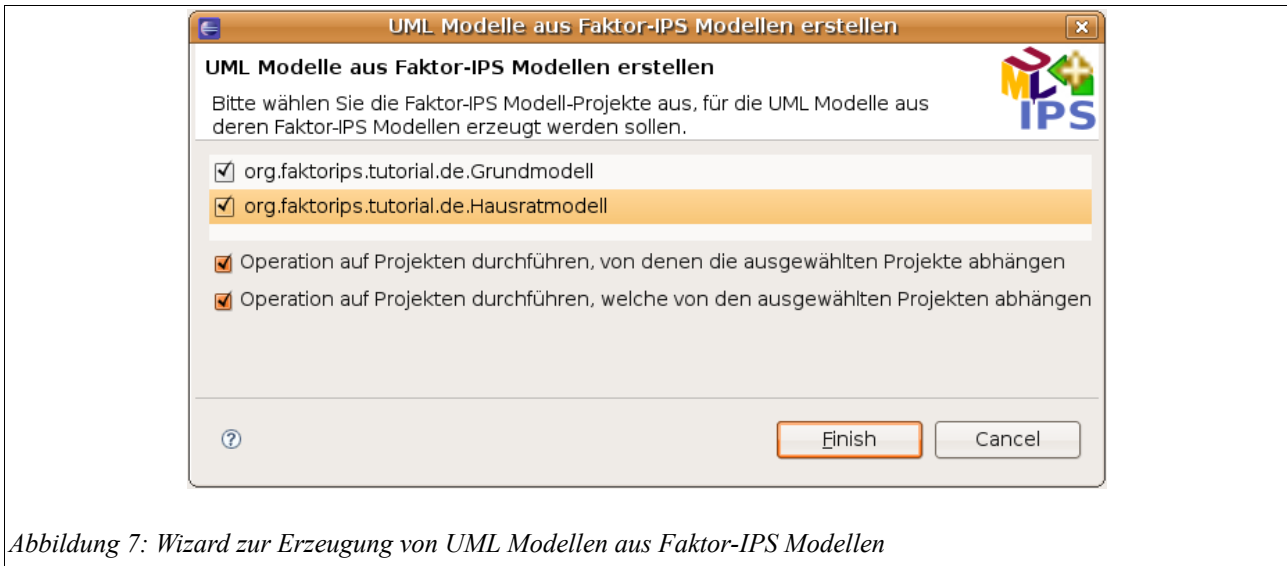 UML Modelle aus Faktor-IPS Modellen erstellen
UML Modelle aus Faktor-IPS Modellen erstellen
Bitte wählen Sie die Faktor-IPS Modell-Projekte aus, für die UML Modelle aus
deren Faktor-IPS Modellen erzeugt werden sollen.
UML
IPS
org.faktorips.tutorial.de.Grundmodell
org.faktorips.tutorial.de.Hausratmodell
Operation auf Projekten durchführen, von denen die ausgewählten Projekte abhängen
Operation auf Projekten durchführen, welche von den ausgewählten Projekten abhängen
?
Finish
Cancel
Abbildung 7: Wizard zur Erzeugung von UML Modellen aus Faktor-IPS Modellen